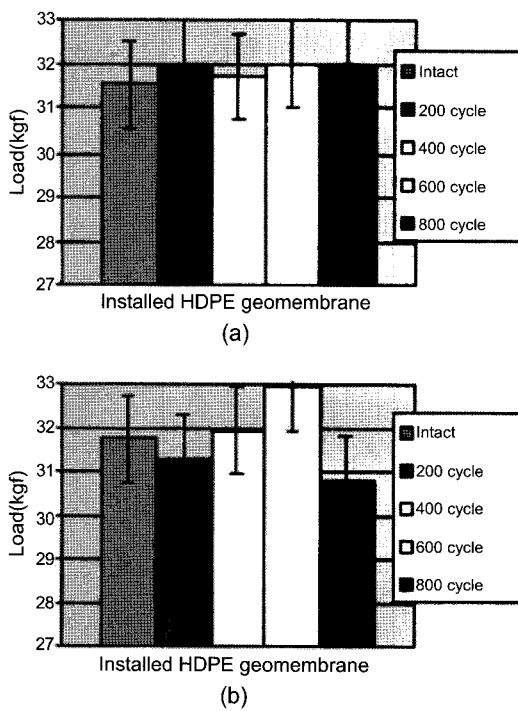 33
32
31
30
29
28
27
Load(kgf)
Intact
200 cycle
400 cycle
600 cycle
800 cycle
Installed HDPE geomembrane
(a)
33
32
31
30
29
28
27
Load(kgf)
Intact
200 cycle
400 cycle
600 cycle
800 cycle
Installed HDPE geomembrane
(b)